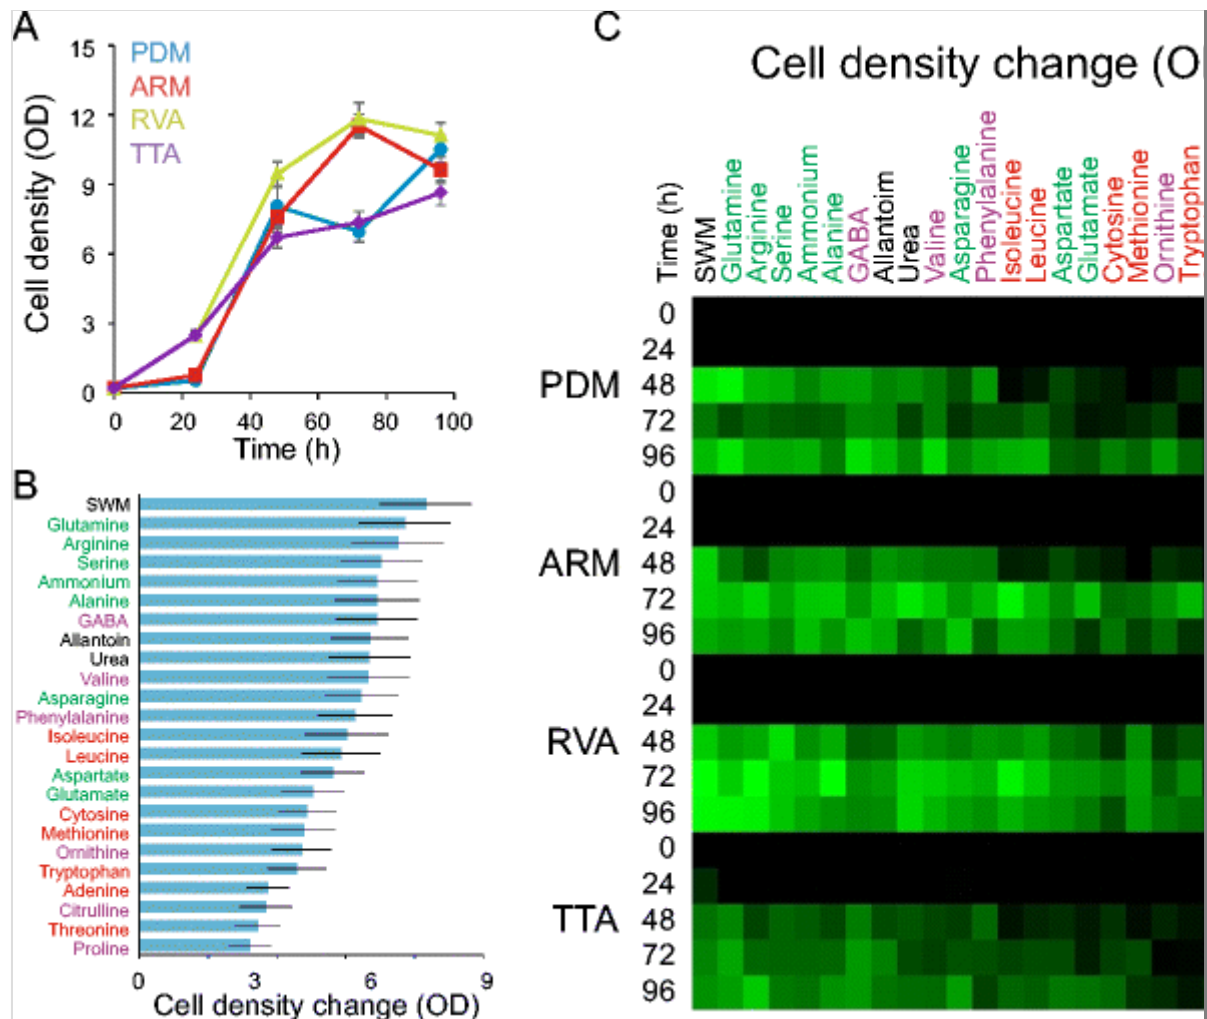 A
PDM
ARM
RVA
TTA
Cell density (OD)
15
12
9
6
3
0
0
20
40
60
80
100
Time (h)
B
SWM
Glutamine
Arginine
Serine
Ammonium
Alanine
GABA
Allantoin
Urea
Valine
Asparagine
Phenylalanine
Isoleucine
Leucine
Aspartate
Glutamate
Cytosine
Methionine
Ornithine
Tryptophan
Adenine
Citrulline
Threonine
Proline
0
3
6
9
Cell density change (OD)
C
Cell density change (O
Time (h)
SWM
Glutamine
Arginine
Serine
Ammonium
Alanine
GABA
Allantoim
Urea
Valine
Asparagine
Phenylalanine
Isoleucine
Leucine
Aspartate
Glutamate
Cytosine
Methionine
Ornithine
Tryptophan
PDM
0
24
48
72
96
ARM
0
24
48
72
96
RVA
0
24
48
72
96
TTA
0
24
48
72
96